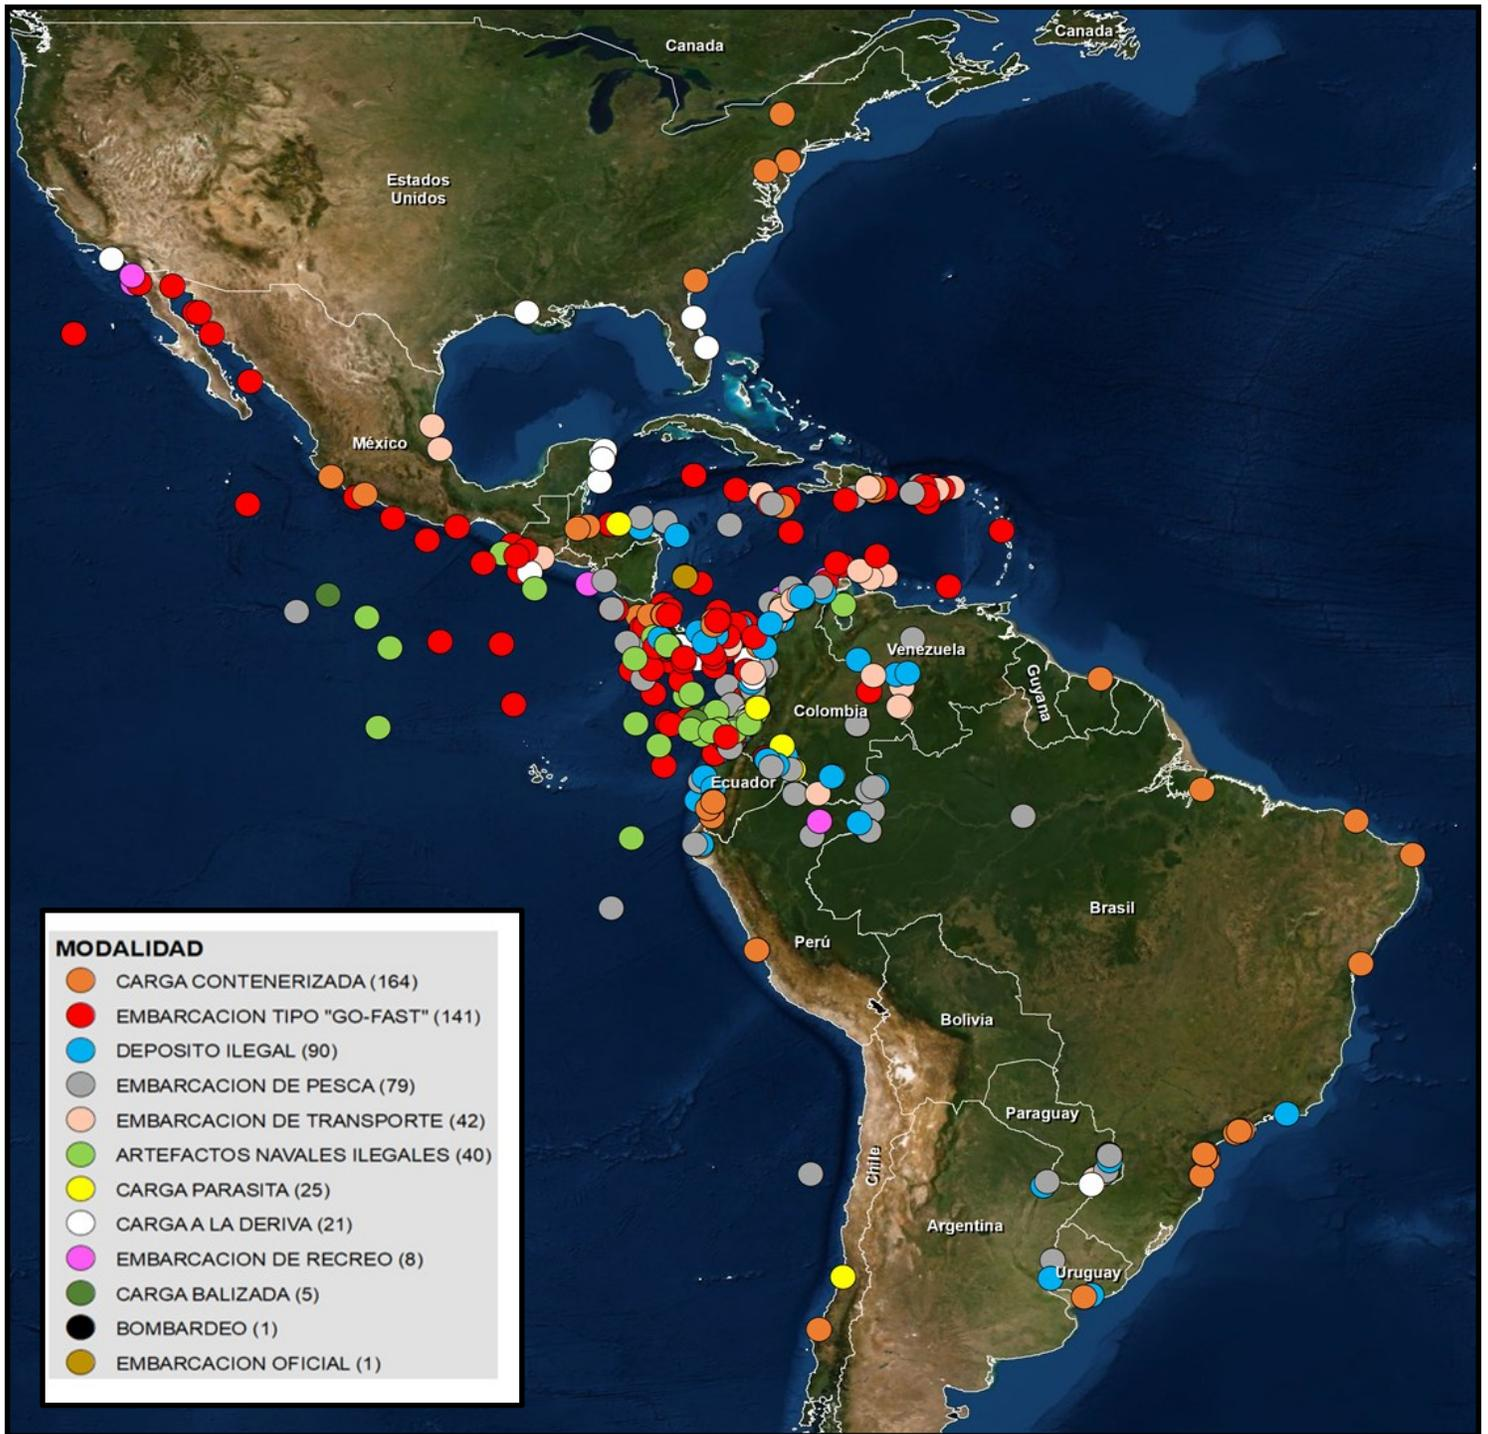 Canada
Canada
Estados
Unidos
México
Venezuela
Guyana
Colombia
Ecuador
Brasil
Perú
Bolivia
Paraguay
Chile
Argentina
Uruguay
MODALIDAD
CARGA CONTENERIZADA (164)
EMBARCACION TIPO "GO-FAST" (141)
DEPOSITO ILEGAL (90)
EMBARCACION DE PESCA (79)
EMBARCACION DE TRANSPORTE (42)
ARTEFACTOS NAVALES ILEGALES (40)
CARGA PARASITA (25)
CARGA A LA DERIVA (21)
EMBARCACION DE RECREO (8)
CARGA BALIZADA (5)
BOMBARDEO (1)
EMBARCACION OFICIAL (1)